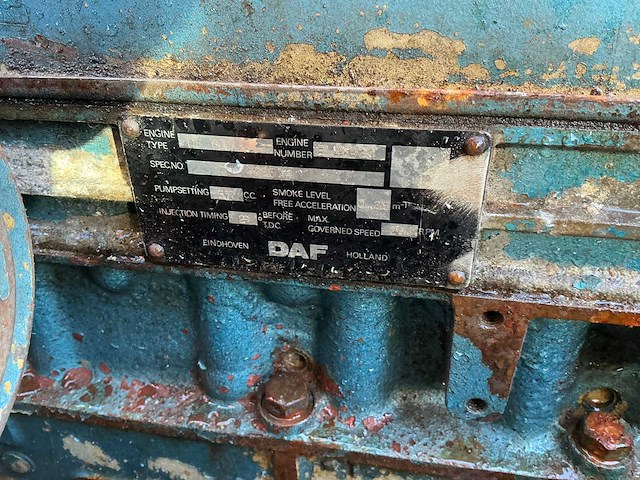 ENGINE TYPE ENGINE NUMBER
SPEC.NO
PUMPSETTING CC SMOKE LEVEL FREE ACCELERATION m⁻¹
INJECTION TIMING BEFORE T.D.C. MAX. GOVERNED SPEED RPM
EINDHOVEN DAF HOLLAND